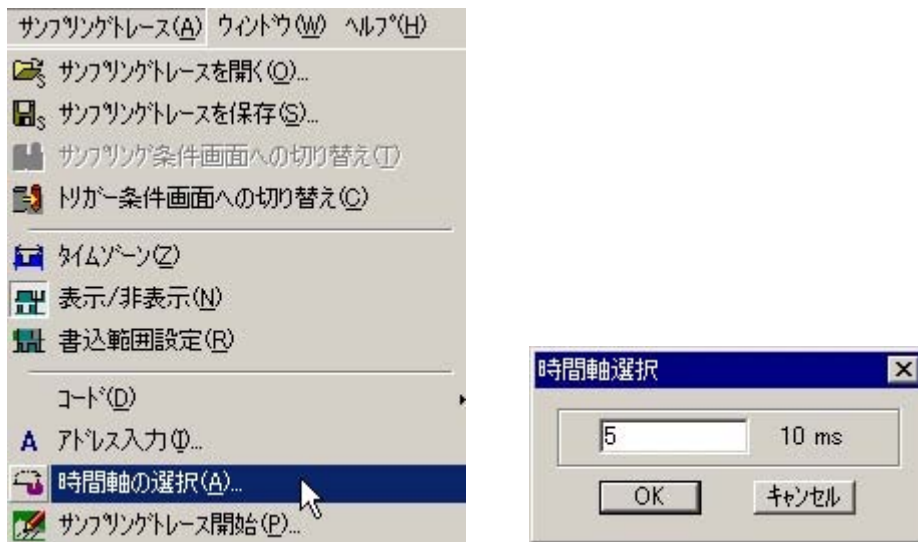 サンプリングトレース(A) ウィンドウ(W) ヘルプ(H)
サンプリングトレースを開く(O)...
サンプリングトレースを保存(S)...
サンプリング条件画面への切り替え(T)
トリガー条件画面への切り替え(C)
タイムゾーン(Z)
表示/非表示(N)
書込範囲設定(R)
コード(D)
アドレス入力(I)...
時間軸の選択(A)...
サンプリングトレース開始(P)...
時間軸選択
5 10 ms
OK キャンセル